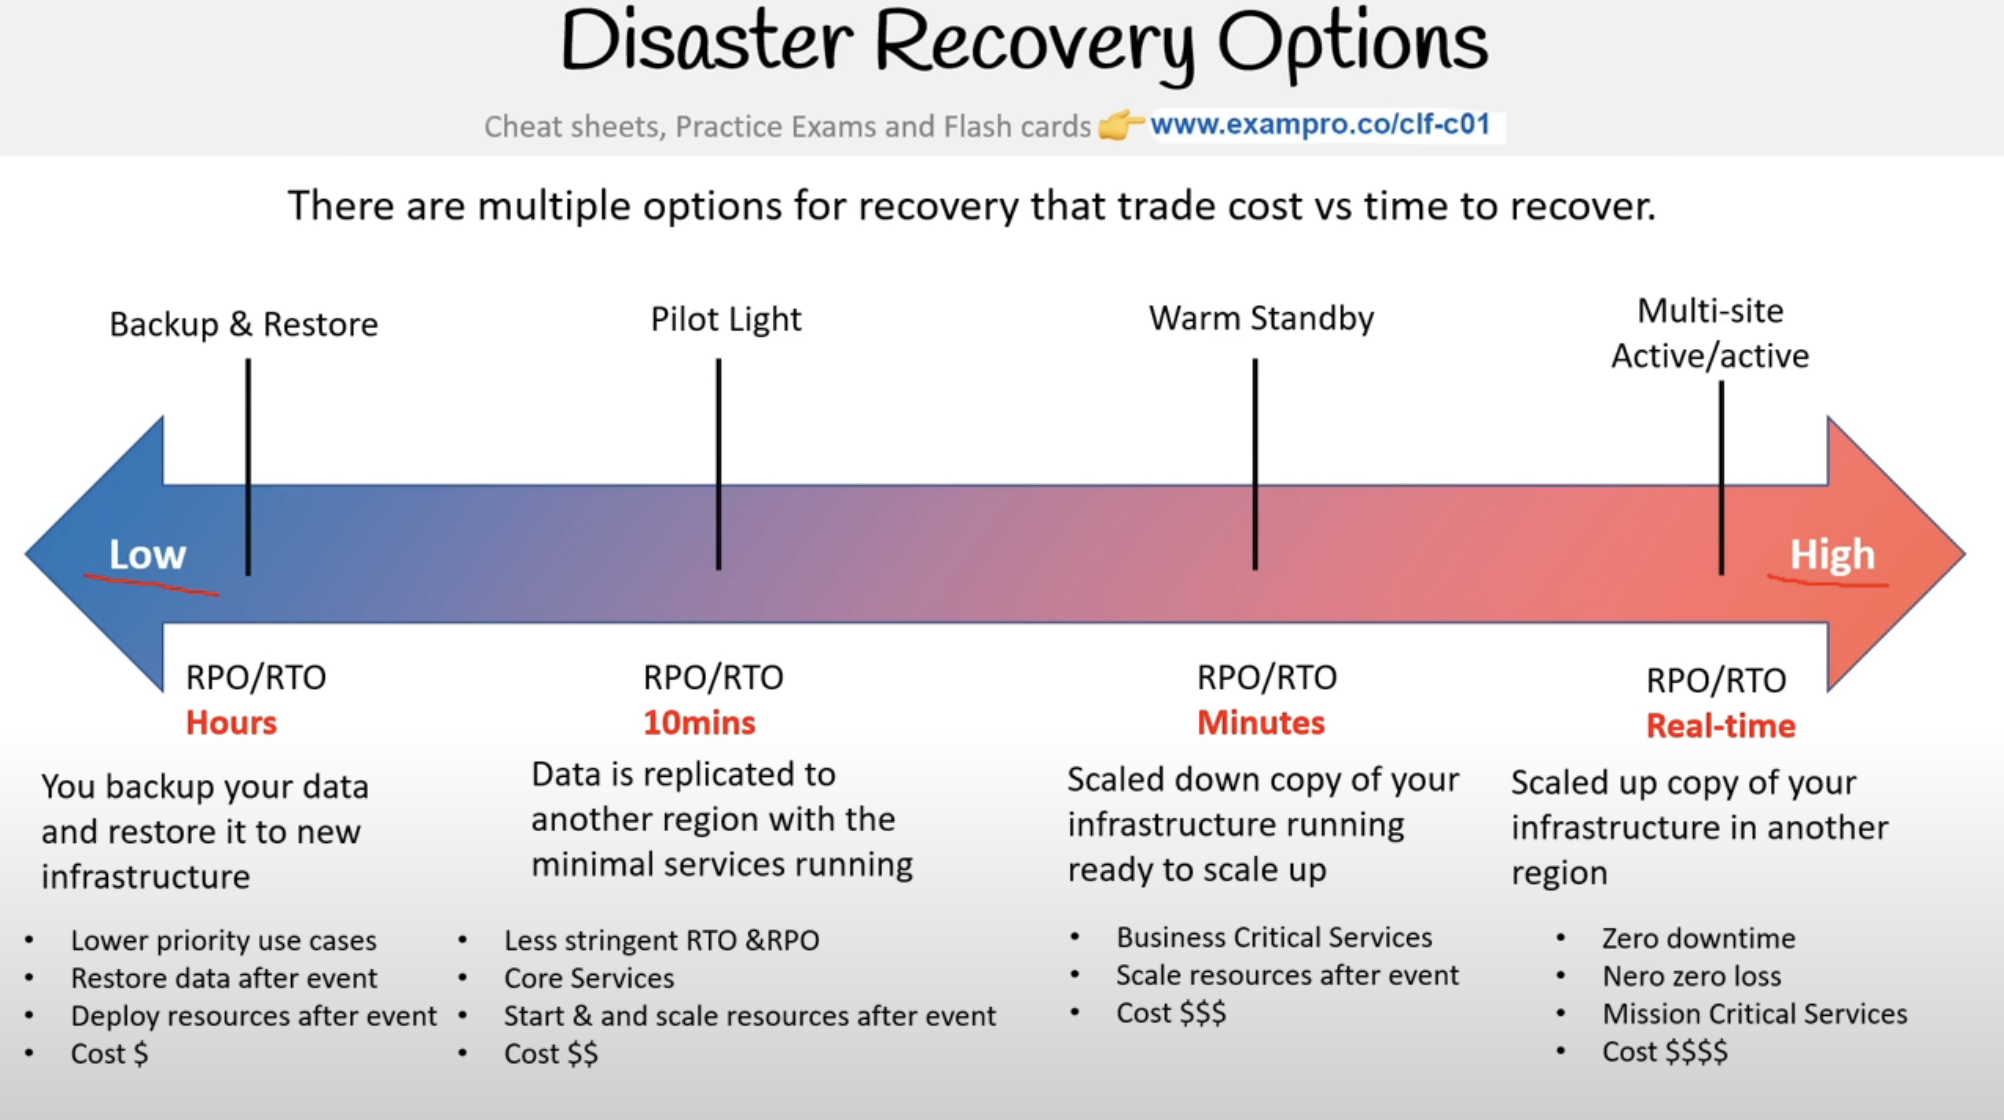 Disaster Recovery Options
Cheat sheets, Practice Exams and Flash cards 👉 www.exampro.co/clf-c01
There are multiple options for recovery that trade cost vs time to recover.
Backup & Restore
Pilot Light
Warm Standby
Multi-site
Active/active
Low
High
RPO/RTO
Hours
You backup your data
and restore it to new
infrastructure
• Lower priority use cases
• Restore data after event
• Deploy resources after event
• Cost $
RPO/RTO
10mins
Data is replicated to
another region with the
minimal services running
• Less stringent RTO &RPO
• Core Services
• Start & and scale resources after event
• Cost $$
RPO/RTO
Minutes
Scaled down copy of your
infrastructure running
ready to scale up
• Business Critical Services
• Scale resources after event
• Cost $$$
RPO/RTO
Real-time
Scaled up copy of your
infrastructure in another
region
• Zero downtime
• Nero zero loss
• Mission Critical Services
• Cost $$$$